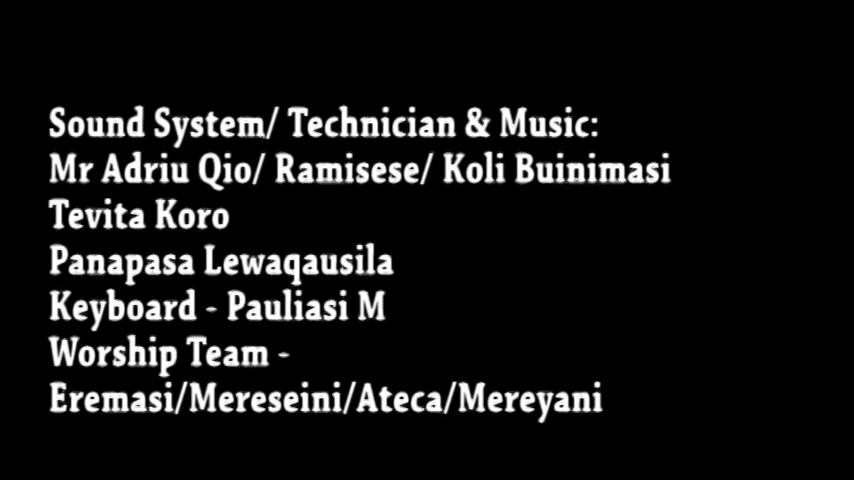 Sound System/ Technician & Music:
Mr Adriu Qio/ Ramisese/ Koli Buinimasi
Tevita Koro
Panapasa Lewaqausila
Keyboard - Pauliasi M
Worship Team -
Eremasi/Mereseini/Ateca/Mereyani